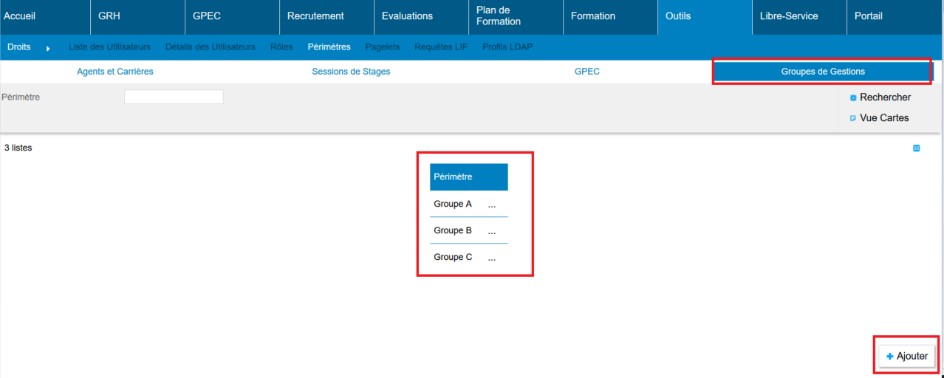 Accueil GRH GPEC Recrutement Evaluations Plan de Formation Formation Outils Libre-Service Portail
Droits Liste des Utilisateurs Détails des Utilisateurs Rôles Périmètres Pagelets Requêtes LIF Profils LDAP
Agents et Carrières Sessions de Stages GPEC Groupes de Gestions
Périmètre Rechercher
Vue Cartes
3 listes
Périmètre
Groupe A ...
Groupe B ...
Groupe C ...
+ Ajouter